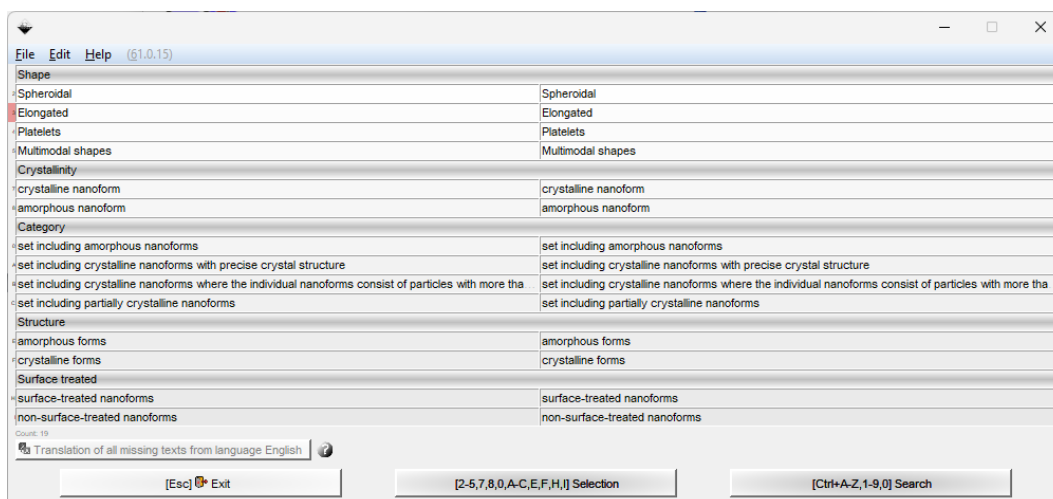 File Edit Help (61.0.15)
Shape
Spheroidal Spheroidal
Elongated Elongated
Platelets Platelets
Multimodal shapes Multimodal shapes
Crystallinity
crystalline nanoform crystalline nanoform
amorphous nanoform amorphous nanoform
Category
set including amorphous nanoforms set including amorphous nanoforms
set including crystalline nanoforms with precise crystal structure set including crystalline nanoforms with precise crystal structure
set including crystalline nanoforms where the individual nanoforms consist of particles with more tha... set including crystalline nanoforms where the individual nanoforms consist of particles with more tha...
set including partially crystalline nanoforms set including partially crystalline nanoforms
Structure
amorphous forms amorphous forms
crystalline forms crystalline forms
Surface treated
surface-treated nanoforms surface-treated nanoforms
non-surface-treated nanoforms non-surface-treated nanoforms
Count: 19
Translation of all missing texts from language English
[Esc] Exit [2-5,7,8,0,A-C,E,F,H,I] Selection [Ctrl+A-Z,1-9,0] Search